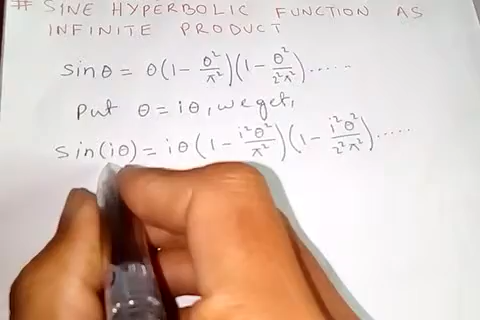 # SINE HYPERBOLIC FUNCTION AS
INFINITE PRODUCT
sinθ = θ(1 - θ²/π²)(1 - θ²/2²π²).....
Put θ = iθ, we get,
sin(iθ) = iθ(1 - i²θ²/π²)(1 - i²θ²/2²π²).....